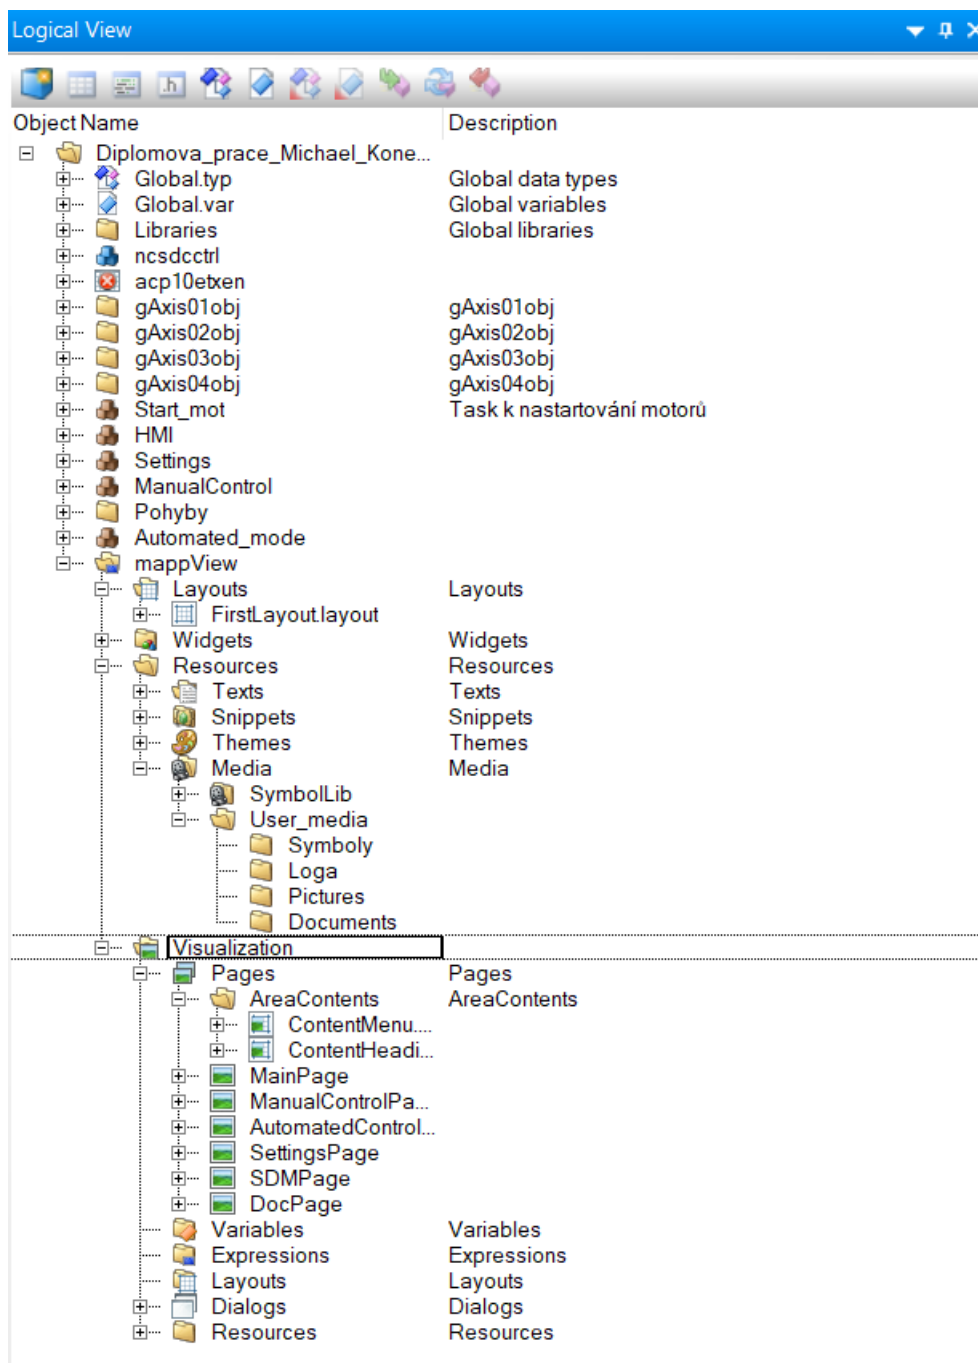 Logical View
Object Name Description
Diplomova_prace_Michael_Kone...
Global.typ Global data types
Global.var Global variables
Libraries Global libraries
ncsdcctrl
acp10etxen
gAxis01obj gAxis01obj
gAxis02obj gAxis02obj
gAxis03obj gAxis03obj
gAxis04obj gAxis04obj
Start_mot Task k nastartování motorů
HMI
Settings
ManualControl
Pohyby
Automated_mode
mappView
Layouts Layouts
FirstLayout.layout
Widgets Widgets
Resources Resources
Texts Texts
Snippets Snippets
Themes Themes
Media Media
SymbolLib
User_media
Symboly
Loga
Pictures
Documents
Visualization
Pages Pages
AreaContents AreaContents
ContentMenu....
ContentHeadi...
MainPage
ManualControlPa...
AutomatedControl...
SettingsPage
SDMPage
DocPage
Variables Variables
Expressions Expressions
Layouts Layouts
Dialogs Dialogs
Resources Resources